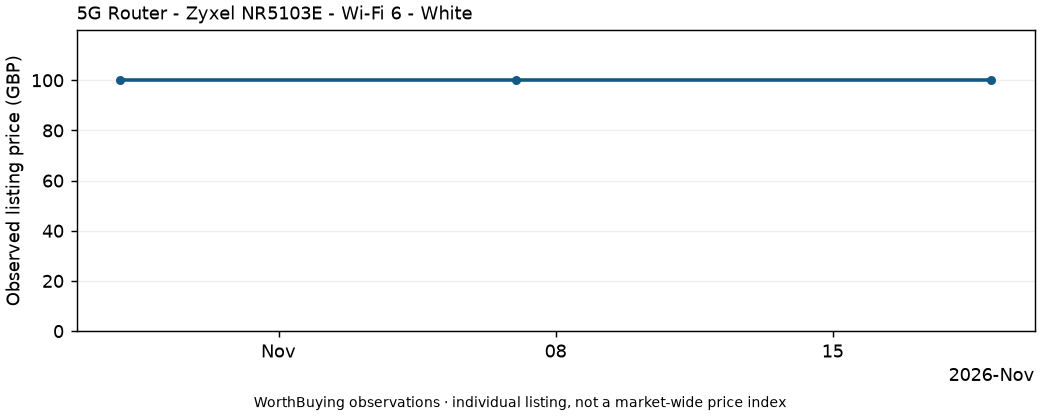 5G Router - Zyxel NR5103E - Wi-Fi 6 - White
Observed listing price (GBP)
100
80
60
40
20
0
Nov
08
15
2026-Nov
WorthBuying observations · individual listing, not a market-wide price index